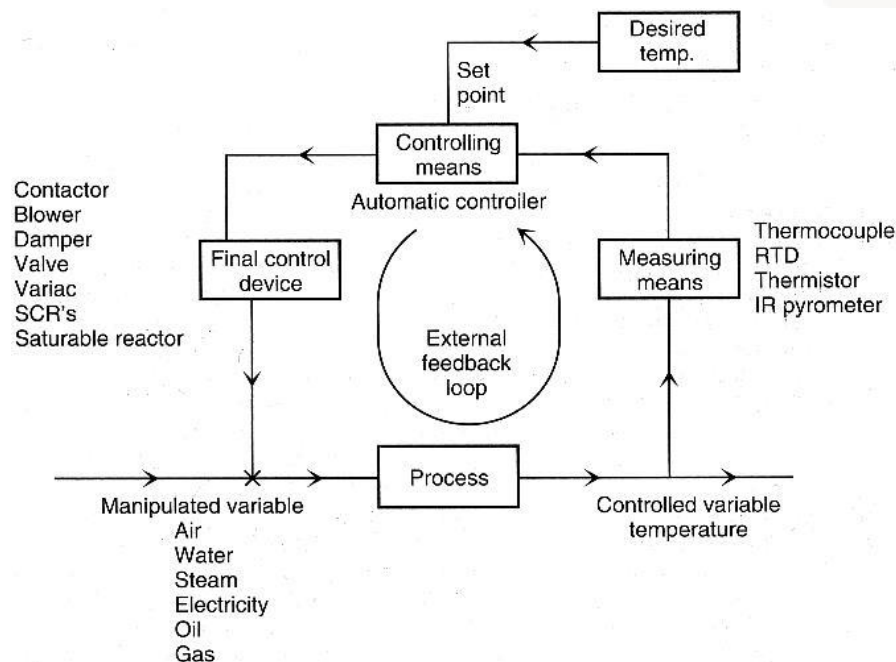 Desired
temp.
Set
point
Controlling
means
Automatic controller
Contactor
Blower
Damper
Valve
Variac
SCR's
Saturable reactor
Final control
device
Measuring
means
Thermocouple
RTD
Thermistor
IR pyrometer
External
feedback
loop
Process
Manipulated variable
Air
Water
Steam
Electricity
Oil
Gas
Controlled variable
temperature